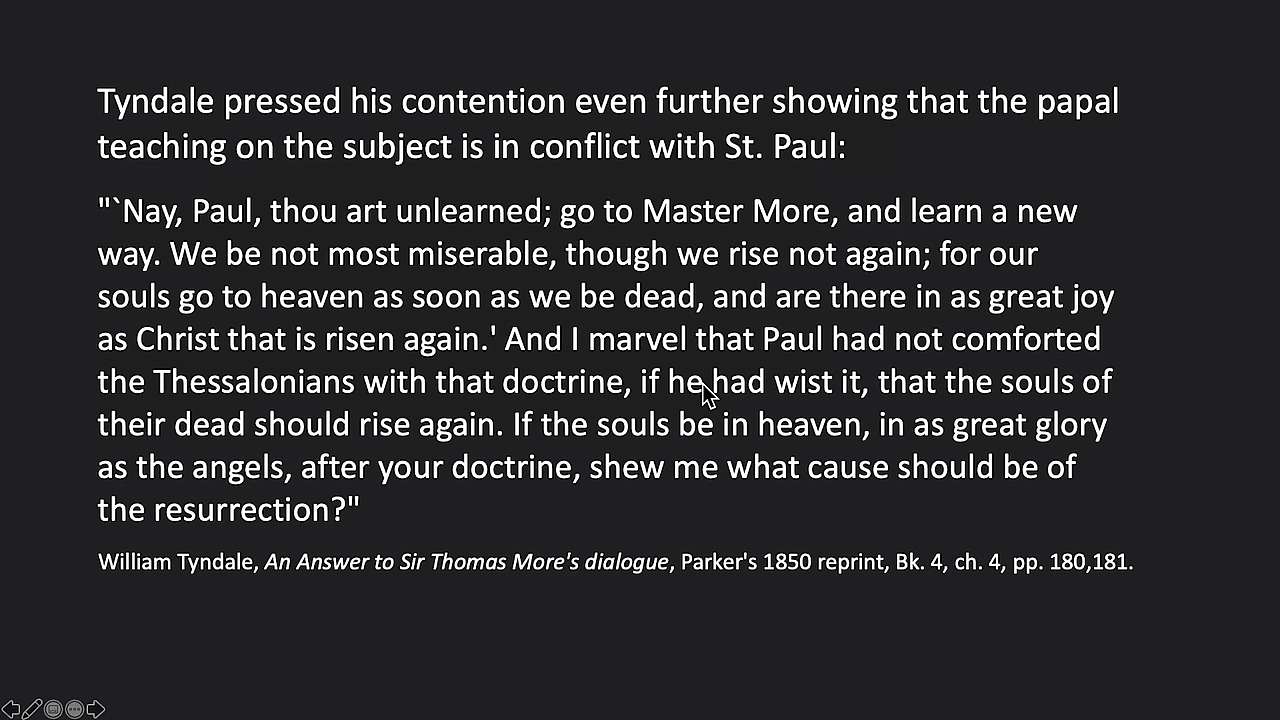 Tyndale pressed his contention even further showing that the papal
teaching on the subject is in conflict with St. Paul:
"`Nay, Paul, thou art unlearned; go to Master More, and learn a new
way. We be not most miserable, though we rise not again; for our
souls go to heaven as soon as we be dead, and are there in as great joy
as Christ that is risen again.' And I marvel that Paul had not comforted
the Thessalonians with that doctrine, if he had wist it, that the souls of
their dead should rise again. If the souls be in heaven, in as great glory
as the angels, after your doctrine, shew me what cause should be of
the resurrection?"
William Tyndale, An Answer to Sir Thomas More's dialogue, Parker's 1850 reprint, Bk. 4, ch. 4, pp. 180,181.